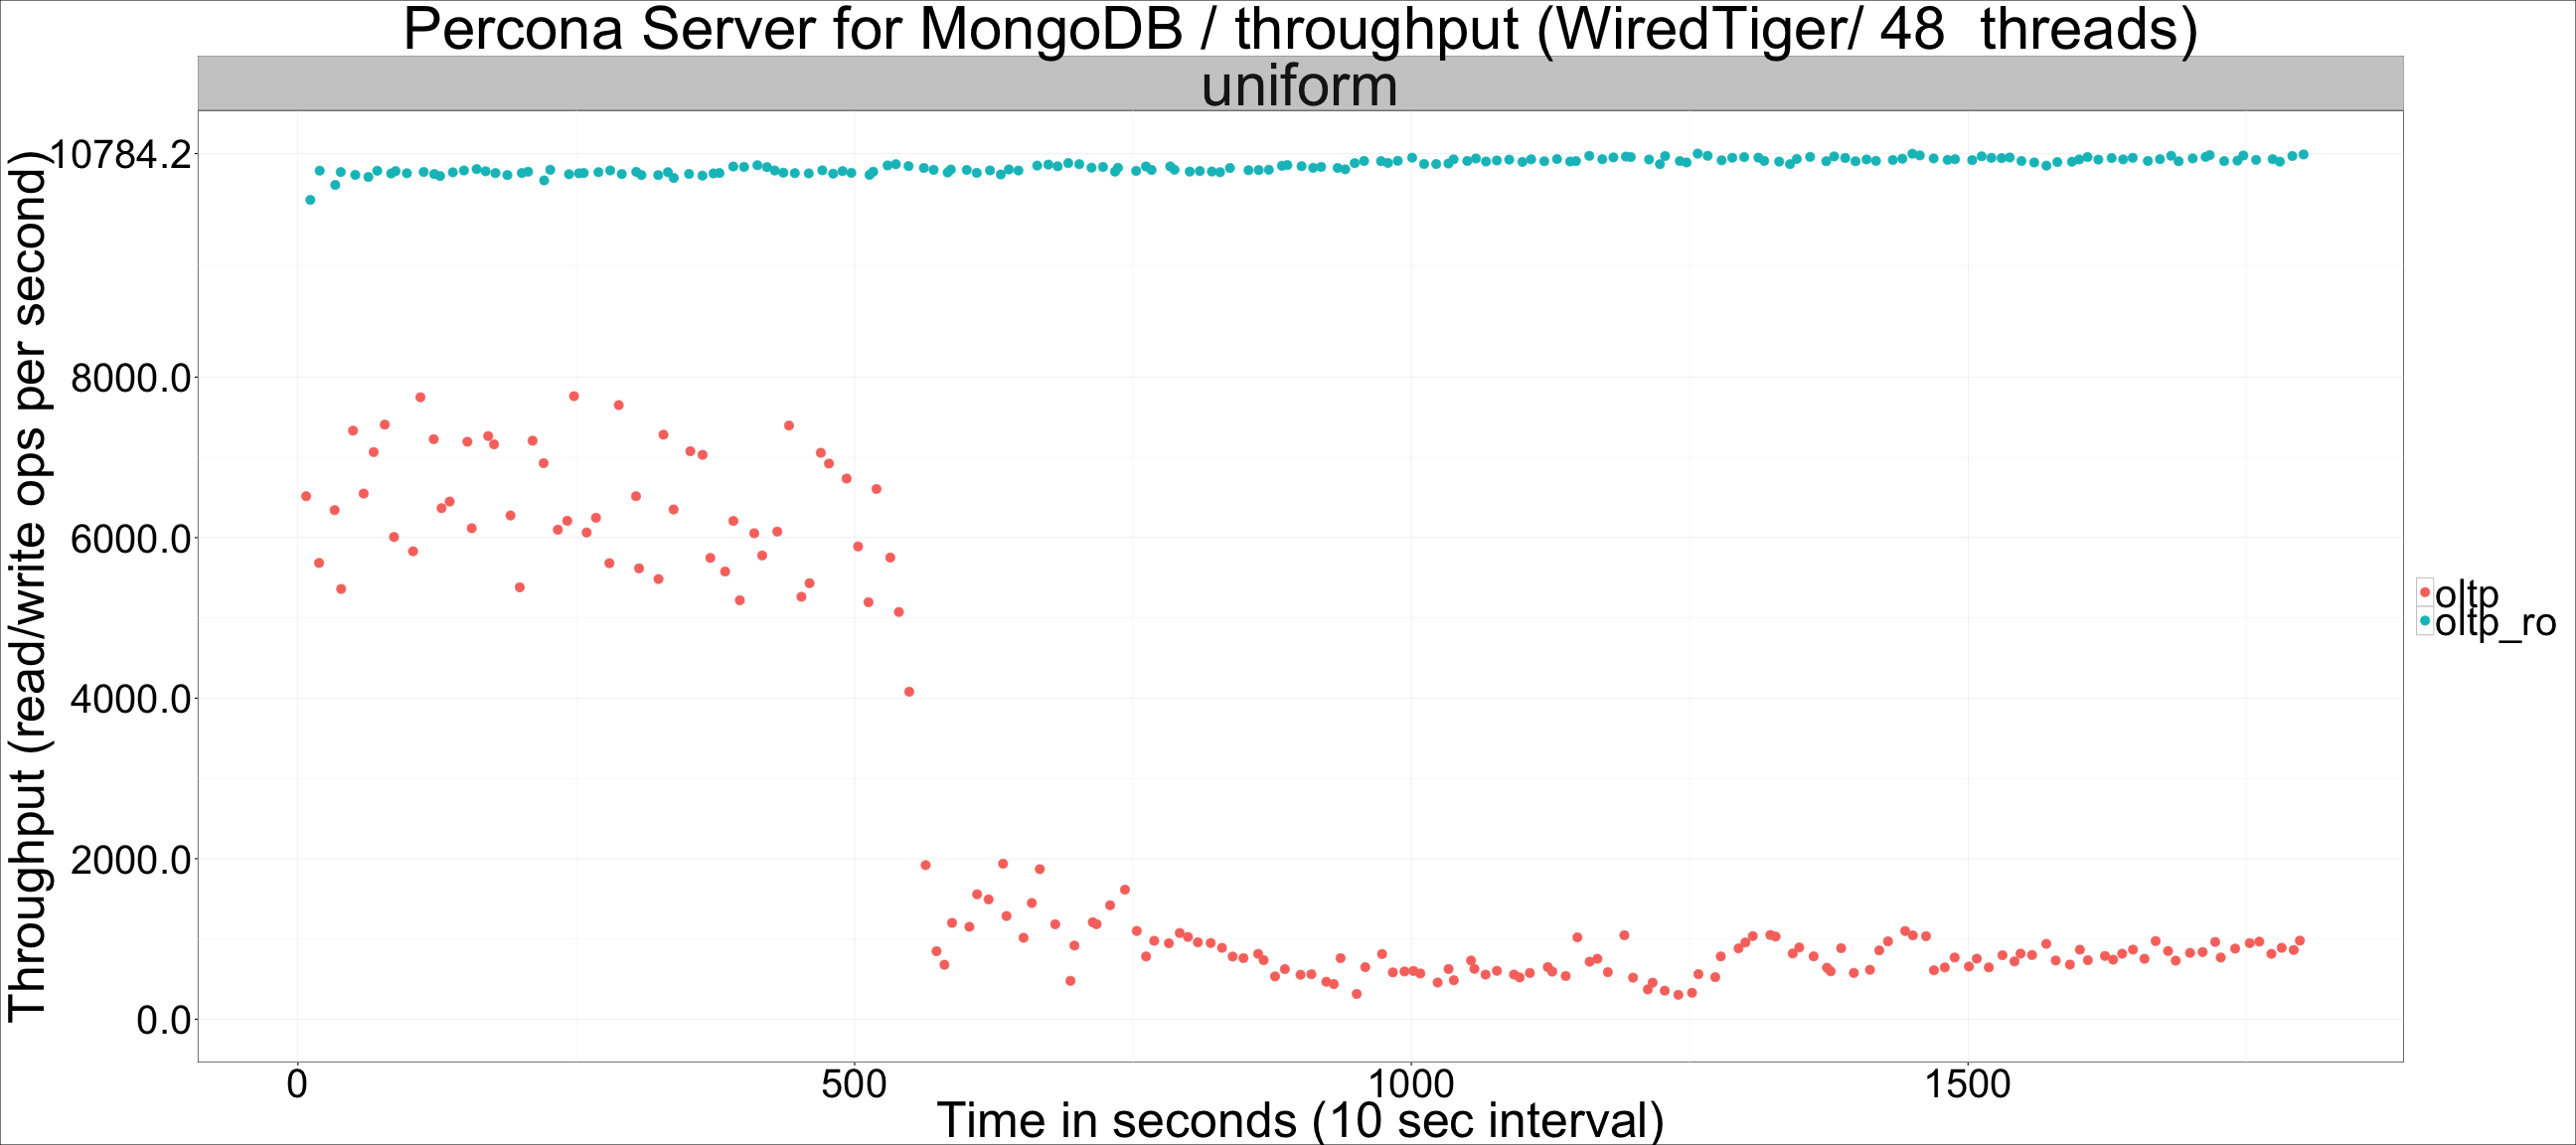 Percona Server for MongoDB / throughput (WiredTiger/ 48  threads)
uniform
Throughput (read/write ops per second)
10784.2
8000.0
6000.0
4000.0
2000.0
0.0
0
500
1000
1500
Time in seconds (10 sec interval)
oltp
oltp_ro